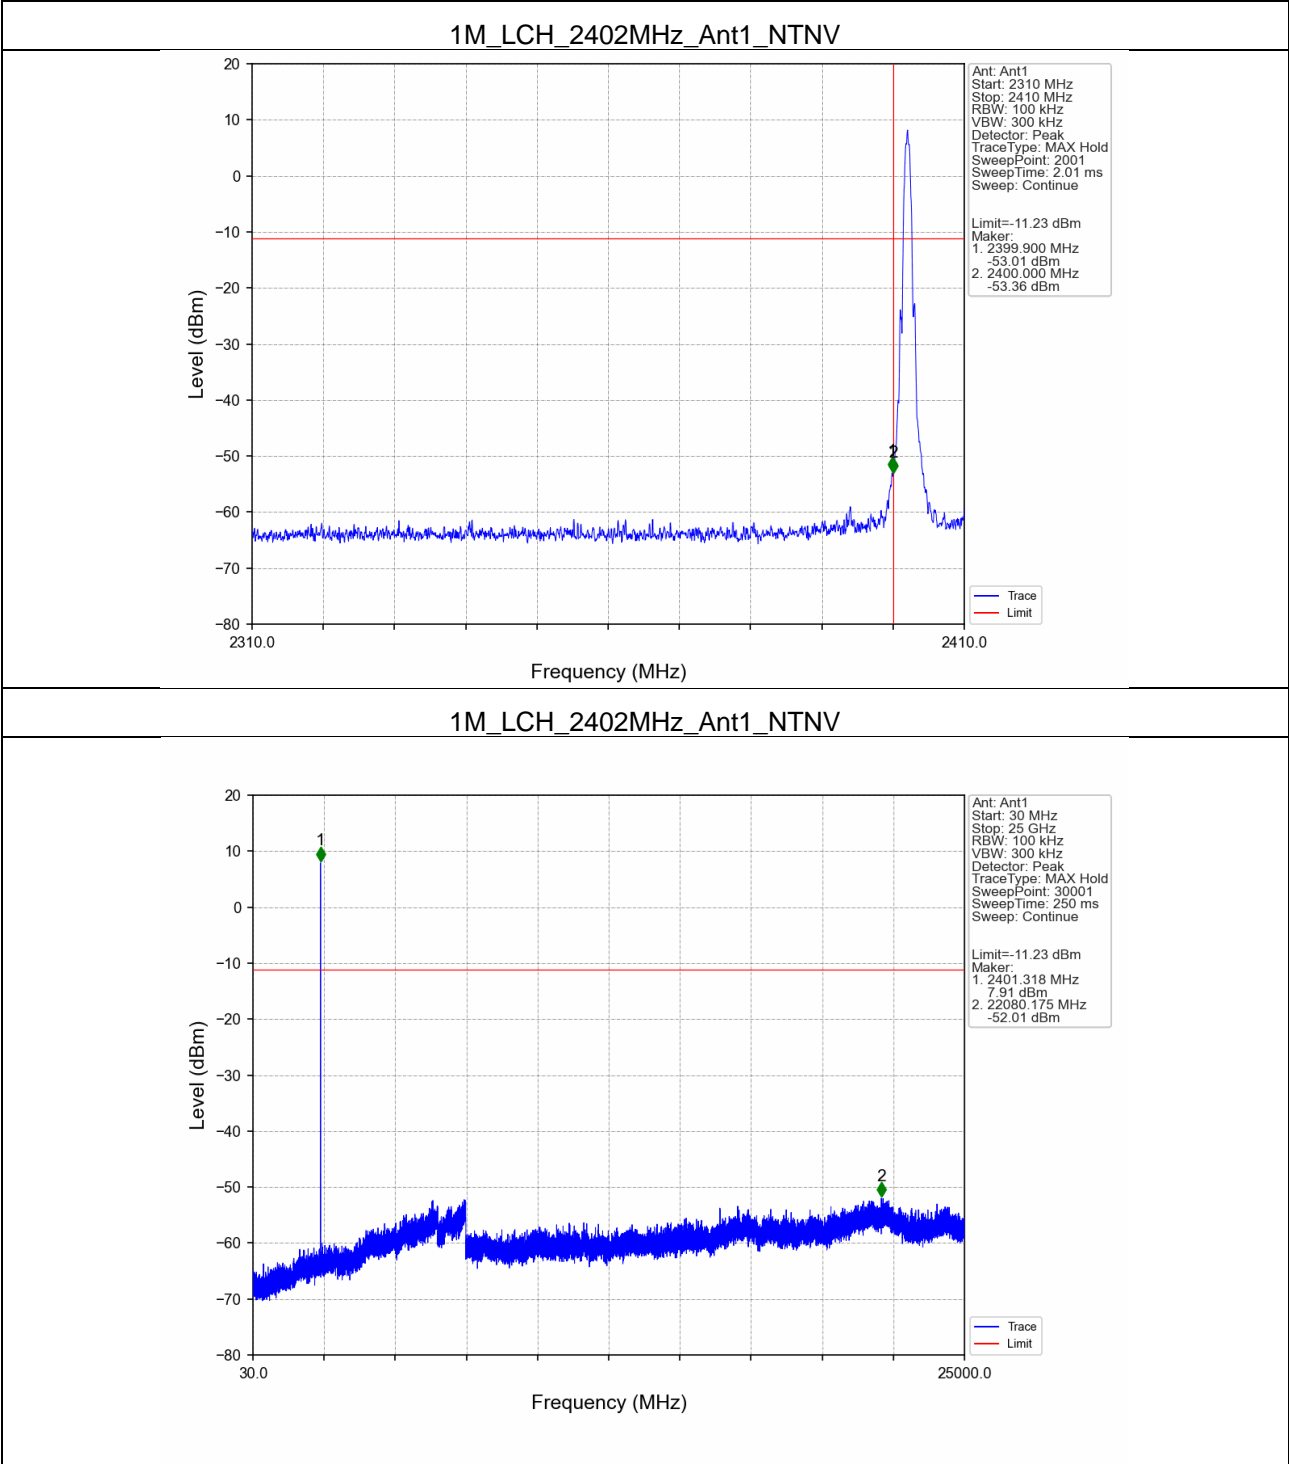 1M_LCH_2402MHz_Ant1_NTNV
20
10
0
−10
−20
−30
−40
−50
−60
−70
−80
Level (dBm)
2310.0
2410.0
Frequency (MHz)
2
Ant: Ant1
Start: 2310 MHz
Stop: 2410 MHz
RBW: 100 kHz
VBW: 300 kHz
Detector: Peak
TraceType: MAX Hold
SweepPoint: 2001
SweepTime: 2.01 ms
Sweep: Continue
Limit=-11.23 dBm
Maker:
1. 2399.900 MHz
-53.01 dBm
2. 2400.000 MHz
-53.36 dBm
Trace
Limit
1M_LCH_2402MHz_Ant1_NTNV
20
10
0
−10
−20
−30
−40
−50
−60
−70
−80
Level (dBm)
30.0
25000.0
Frequency (MHz)
1
2
Ant: Ant1
Start: 30 MHz
Stop: 25 GHz
RBW: 100 kHz
VBW: 300 kHz
Detector: Peak
TraceType: MAX Hold
SweepPoint: 30001
SweepTime: 250 ms
Sweep: Continue
Limit=-11.23 dBm
Maker:
1. 2401.318 MHz
7.91 dBm
2. 22080.175 MHz
-52.01 dBm
Trace
Limit